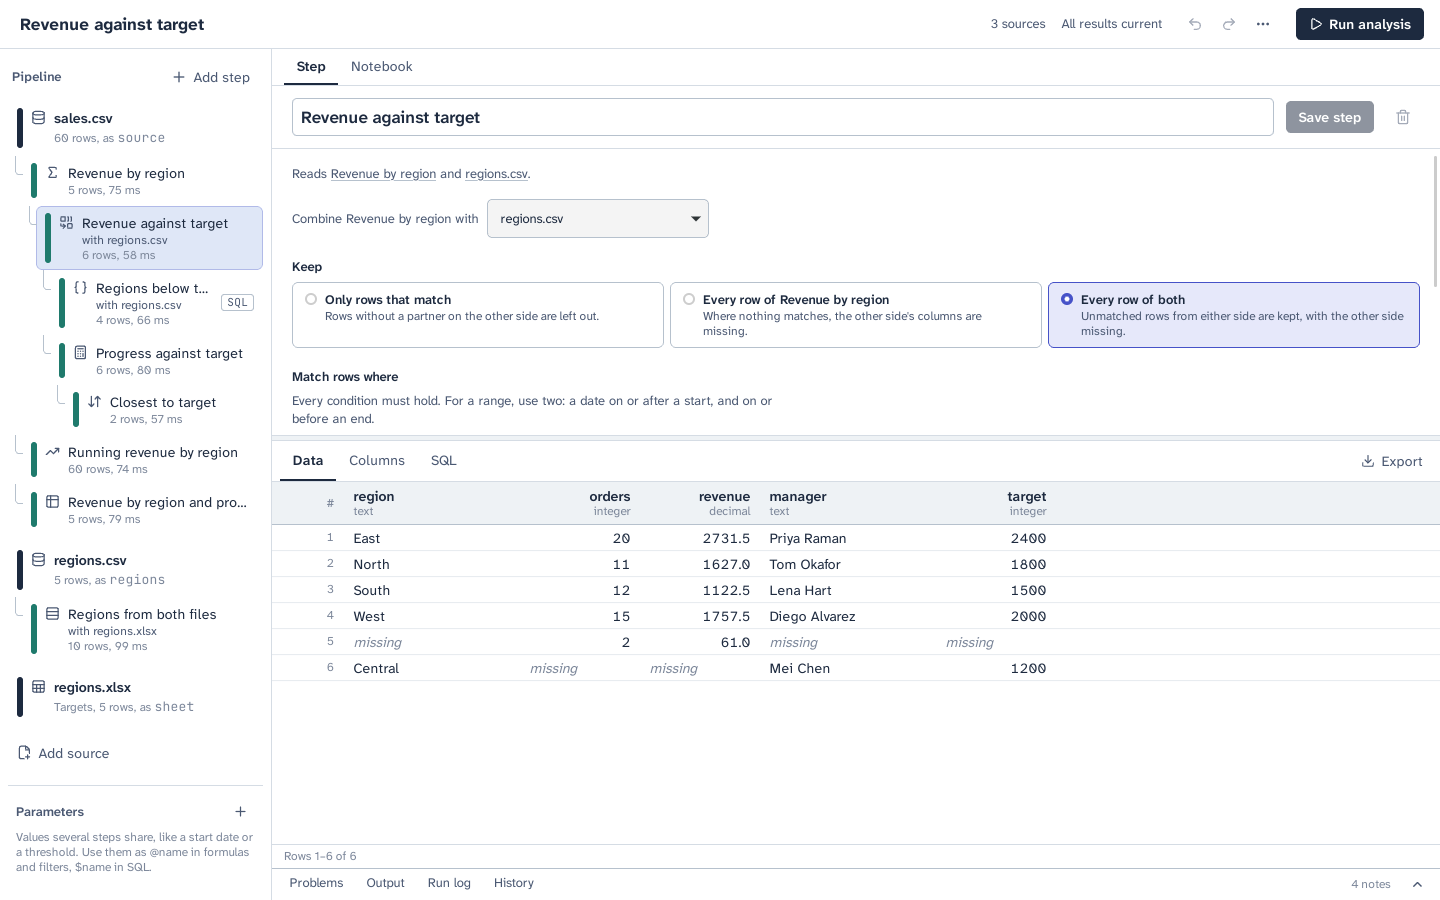 Revenue against target
3 sources
All results current
Run analysis
Pipeline
Add step
sales.csv
60 rows, as source
Revenue by region
5 rows, 75 ms
Revenue against target
with regions.csv
6 rows, 58 ms
Regions below t...
with regions.csv
4 rows, 66 ms
SQL
Progress against target
6 rows, 80 ms
Closest to target
2 rows, 57 ms
Running revenue by region
60 rows, 74 ms
Revenue by region and pro...
5 rows, 79 ms
regions.csv
5 rows, as regions
Regions from both files
with regions.xlsx
10 rows, 99 ms
regions.xlsx
Targets, 5 rows, as sheet
Add source
Parameters
Values several steps share, like a start date or
a threshold. Use them as @name in formulas
and filters, $name in SQL.
Step
Notebook
Revenue against target
Save step
Reads Revenue by region and regions.csv.
Combine Revenue by region with
regions.csv
Keep
Only rows that match
Rows without a partner on the other side are left out.
Every row of Revenue by region
Where nothing matches, the other side's columns are
missing.
Every row of both
Unmatched rows from either side are kept, with the other side
missing.
Match rows where
Every condition must hold. For a range, use two: a date on or after a start, and on or
before an end.
Data
Columns
SQL
Export
# region orders revenue manager target
text integer decimal text integer
1 East 20 2731.5 Priya Raman 2400
2 North 11 1627.0 Tom Okafor 1800
3 South 12 1122.5 Lena Hart 1500
4 West 15 1757.5 Diego Alvarez 2000
5 missing 2 61.0 missing missing
6 Central missing missing Mei Chen 1200
Rows 1–6 of 6
Problems
Output
Run log
History
4 notes